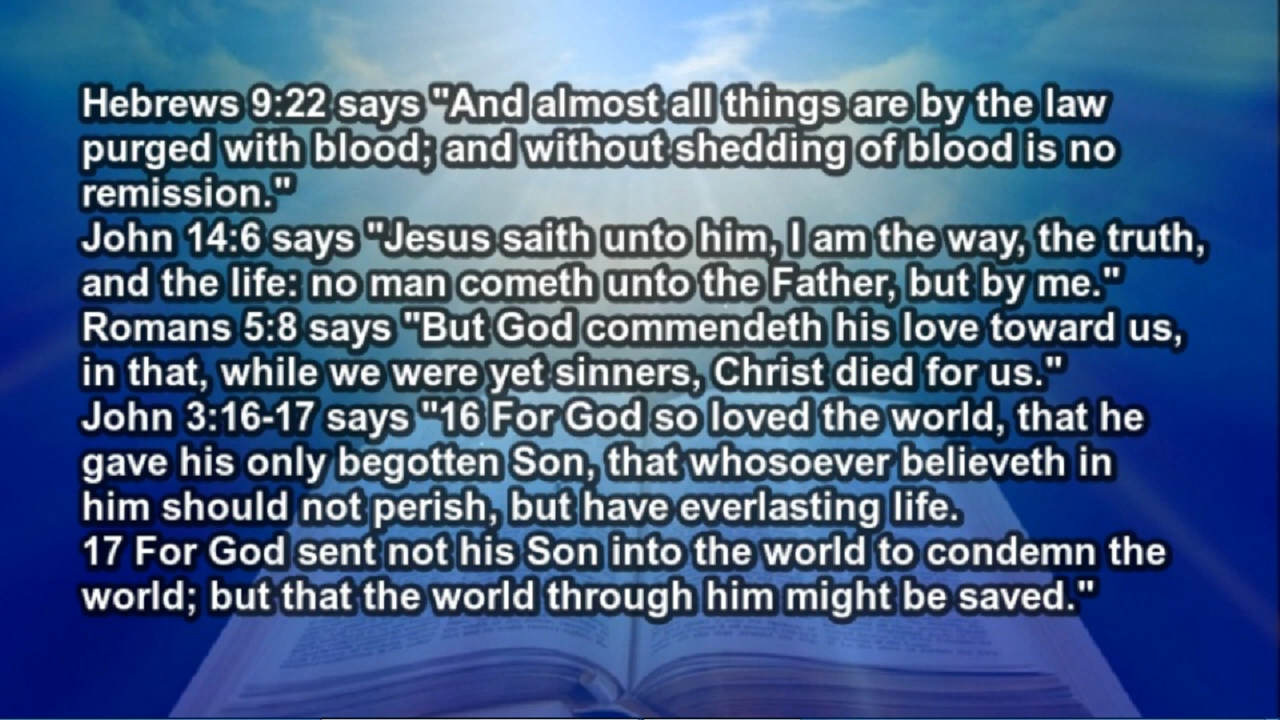 Hebrews 9:22 says "And almost all things are by the law
purged with blood; and without shedding of blood is no
remission."
John 14:6 says "Jesus saith unto him, I am the way, the truth,
and the life: no man cometh unto the Father, but by me."
Romans 5:8 says "But God commendeth his love toward us,
in that, while we were yet sinners, Christ died for us."
John 3:16-17 says "16 For God so loved the world, that he
gave his only begotten Son, that whosoever believeth in
him should not perish, but have everlasting life.
17 For God sent not his Son into the world to condemn the
world; but that the world through him might be saved."